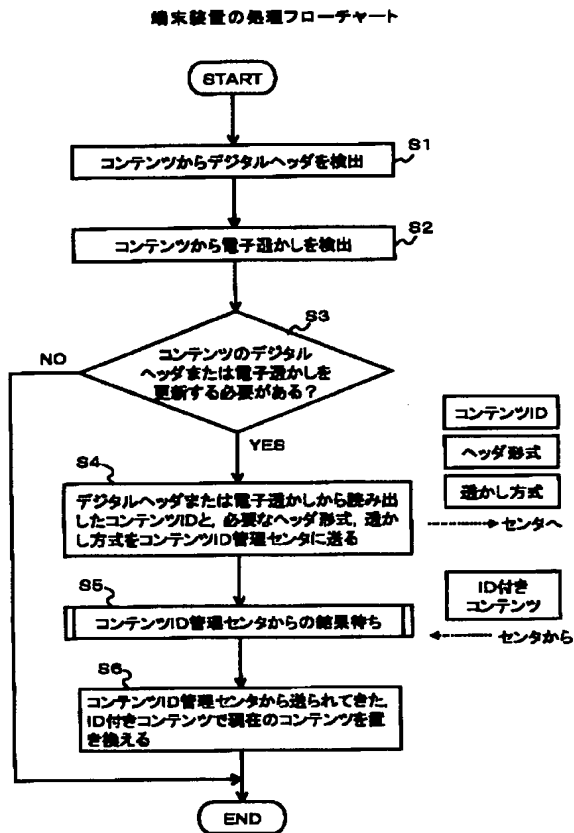 端末装置の処理フローチャート
START
S1
コンテンツからデジタルヘッダを検出
S2
コンテンツから電子透かしを検出
S3
NO
コンテンツのデジタル
ヘッダまたは電子透かしを
更新する必要がある?
YES
コンテンツID
ヘッダ形式
透かし方式
センタへ
S4
デジタルヘッダまたは電子透かしから読み出
したコンテンツIDと, 必要なヘッダ形式, 透か
し方式をコンテンツID管理センタに送る
S5
コンテンツID管理センタからの結果待ち
ID付き
コンテンツ
センタから
S6
コンテンツID管理センタから送られてきた,
ID付きコンテンツで現在のコンテンツを置
き換える
END